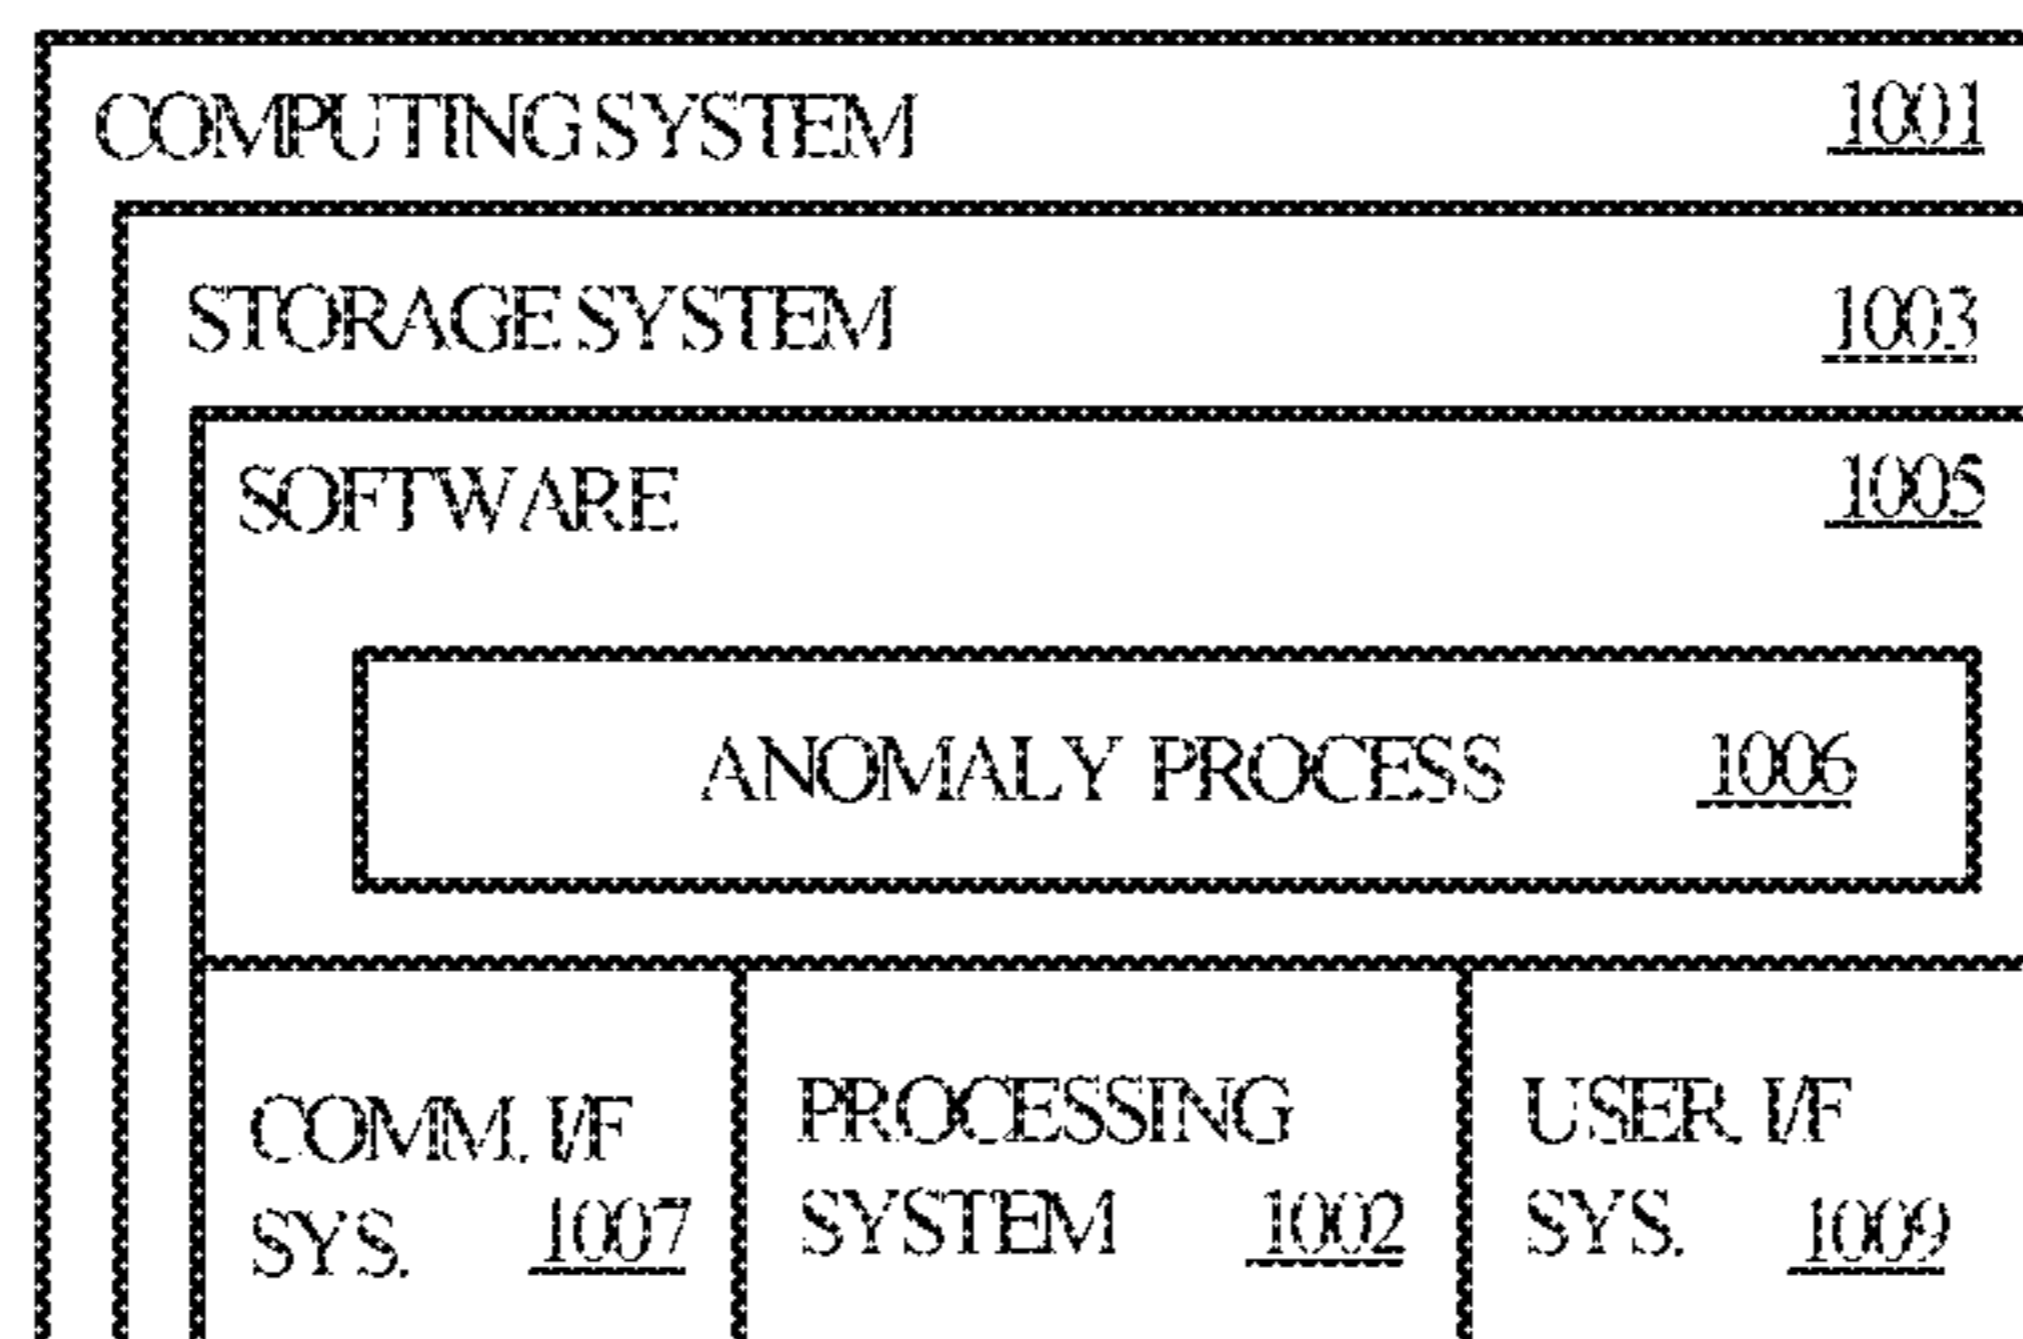 COMPUTING SYSTEM 1001
STORAGE SYSTEM 1003
SOFTWARE 1005
ANOMALY PROCESS 1006
COMM. I/F
SYS. 1007
PROCESSING
SYSTEM 1002
USER. I/F
SYS. 1009